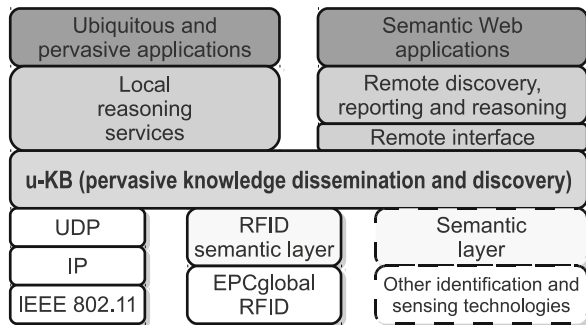 Ubiquitous and
pervasive applications
Semantic Web
applications
Local
reasoning
services
Remote discovery,
reporting and reasoning
Remote interface
u-KB (pervasive knowledge dissemination and discovery)
UDP
IP
IEEE 802.11
RFID
semantic layer
EPCglobal
RFID
Semantic
layer
Other identification and
sensing technologies